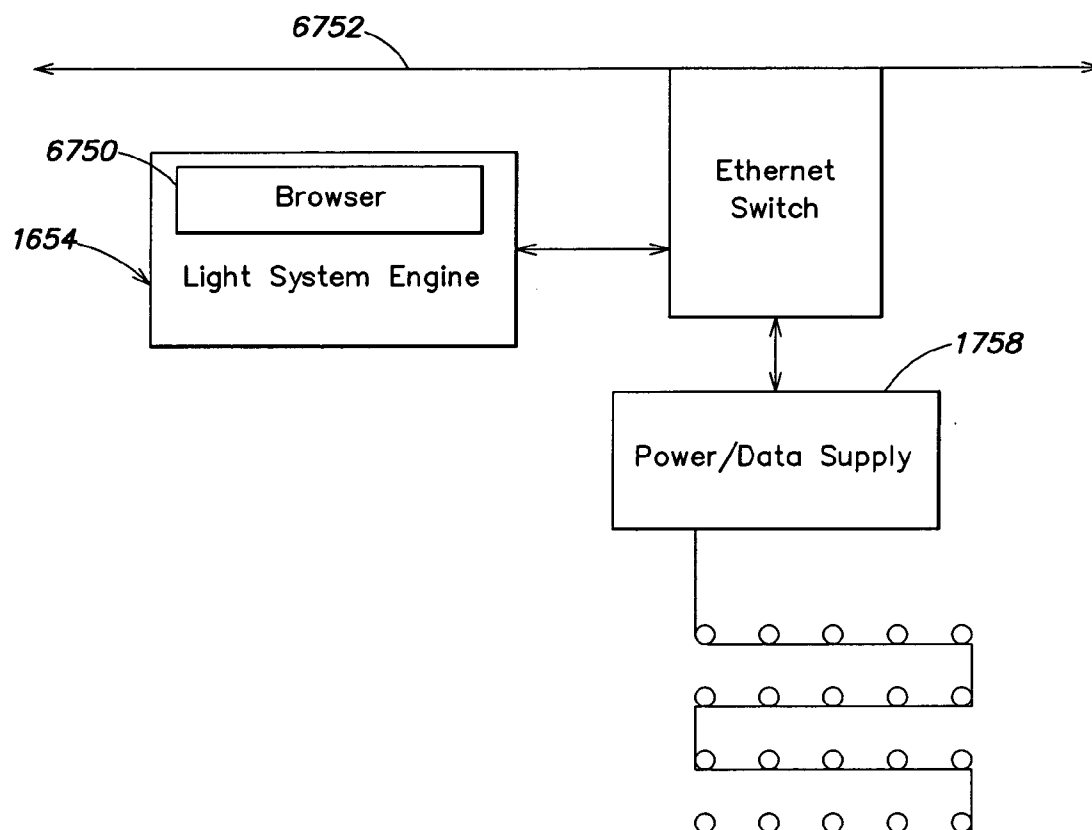 6752
6750
Browser
Ethernet
Switch
1654
Light System Engine
1758
Power/Data Supply